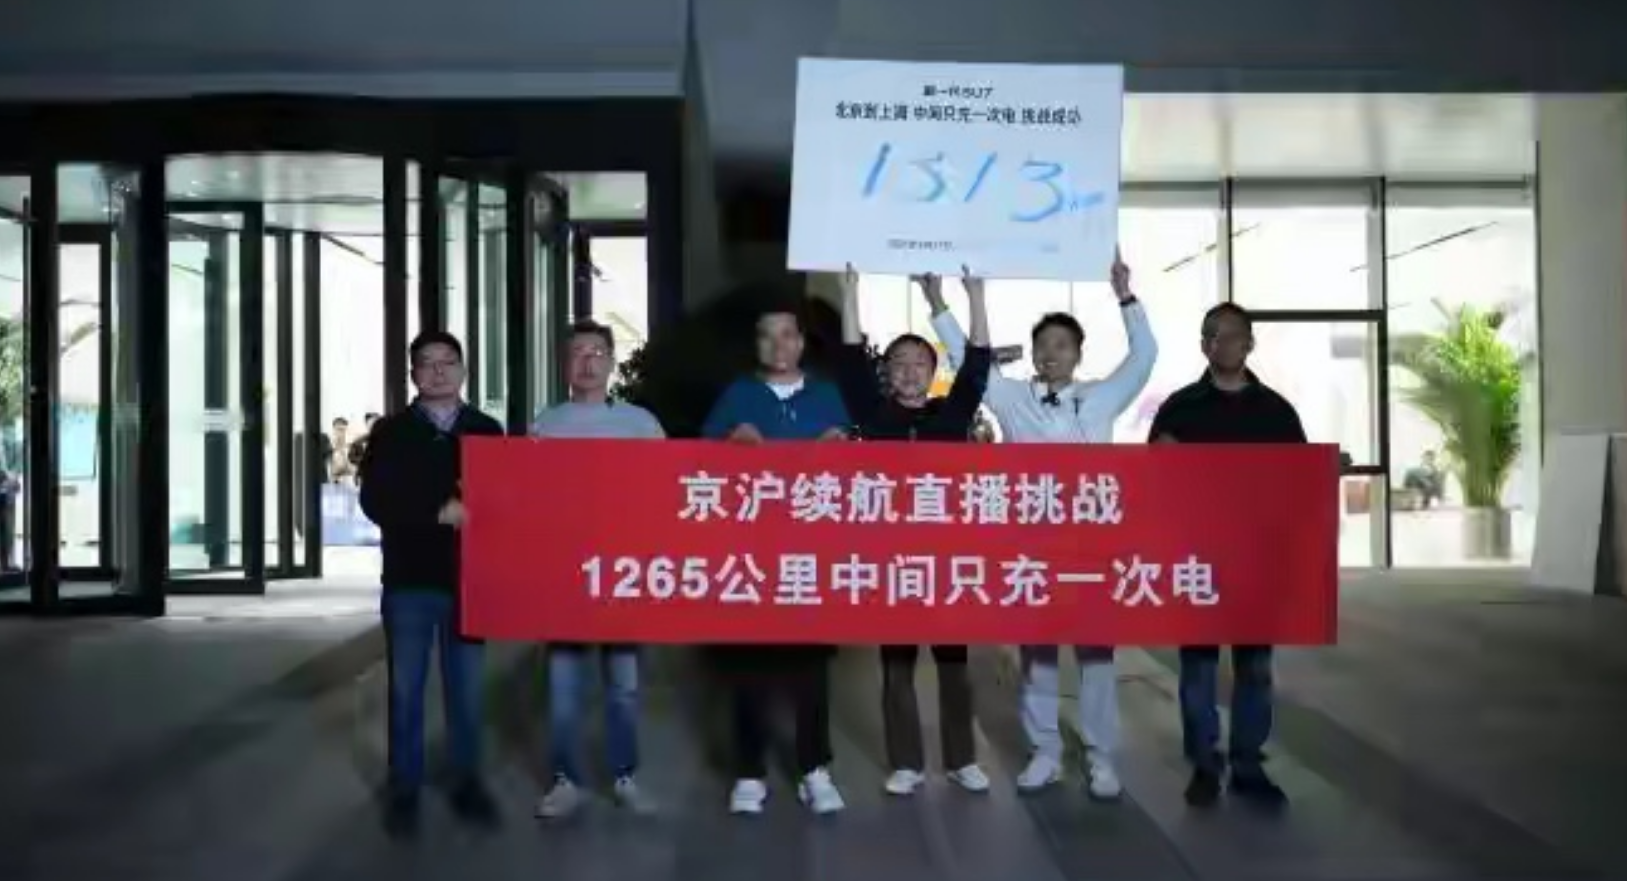 新一代SU7
北京到上海 中间只充一次电 挑战成功
1313km
京沪续航直播挑战
1265公里中间只充一次电